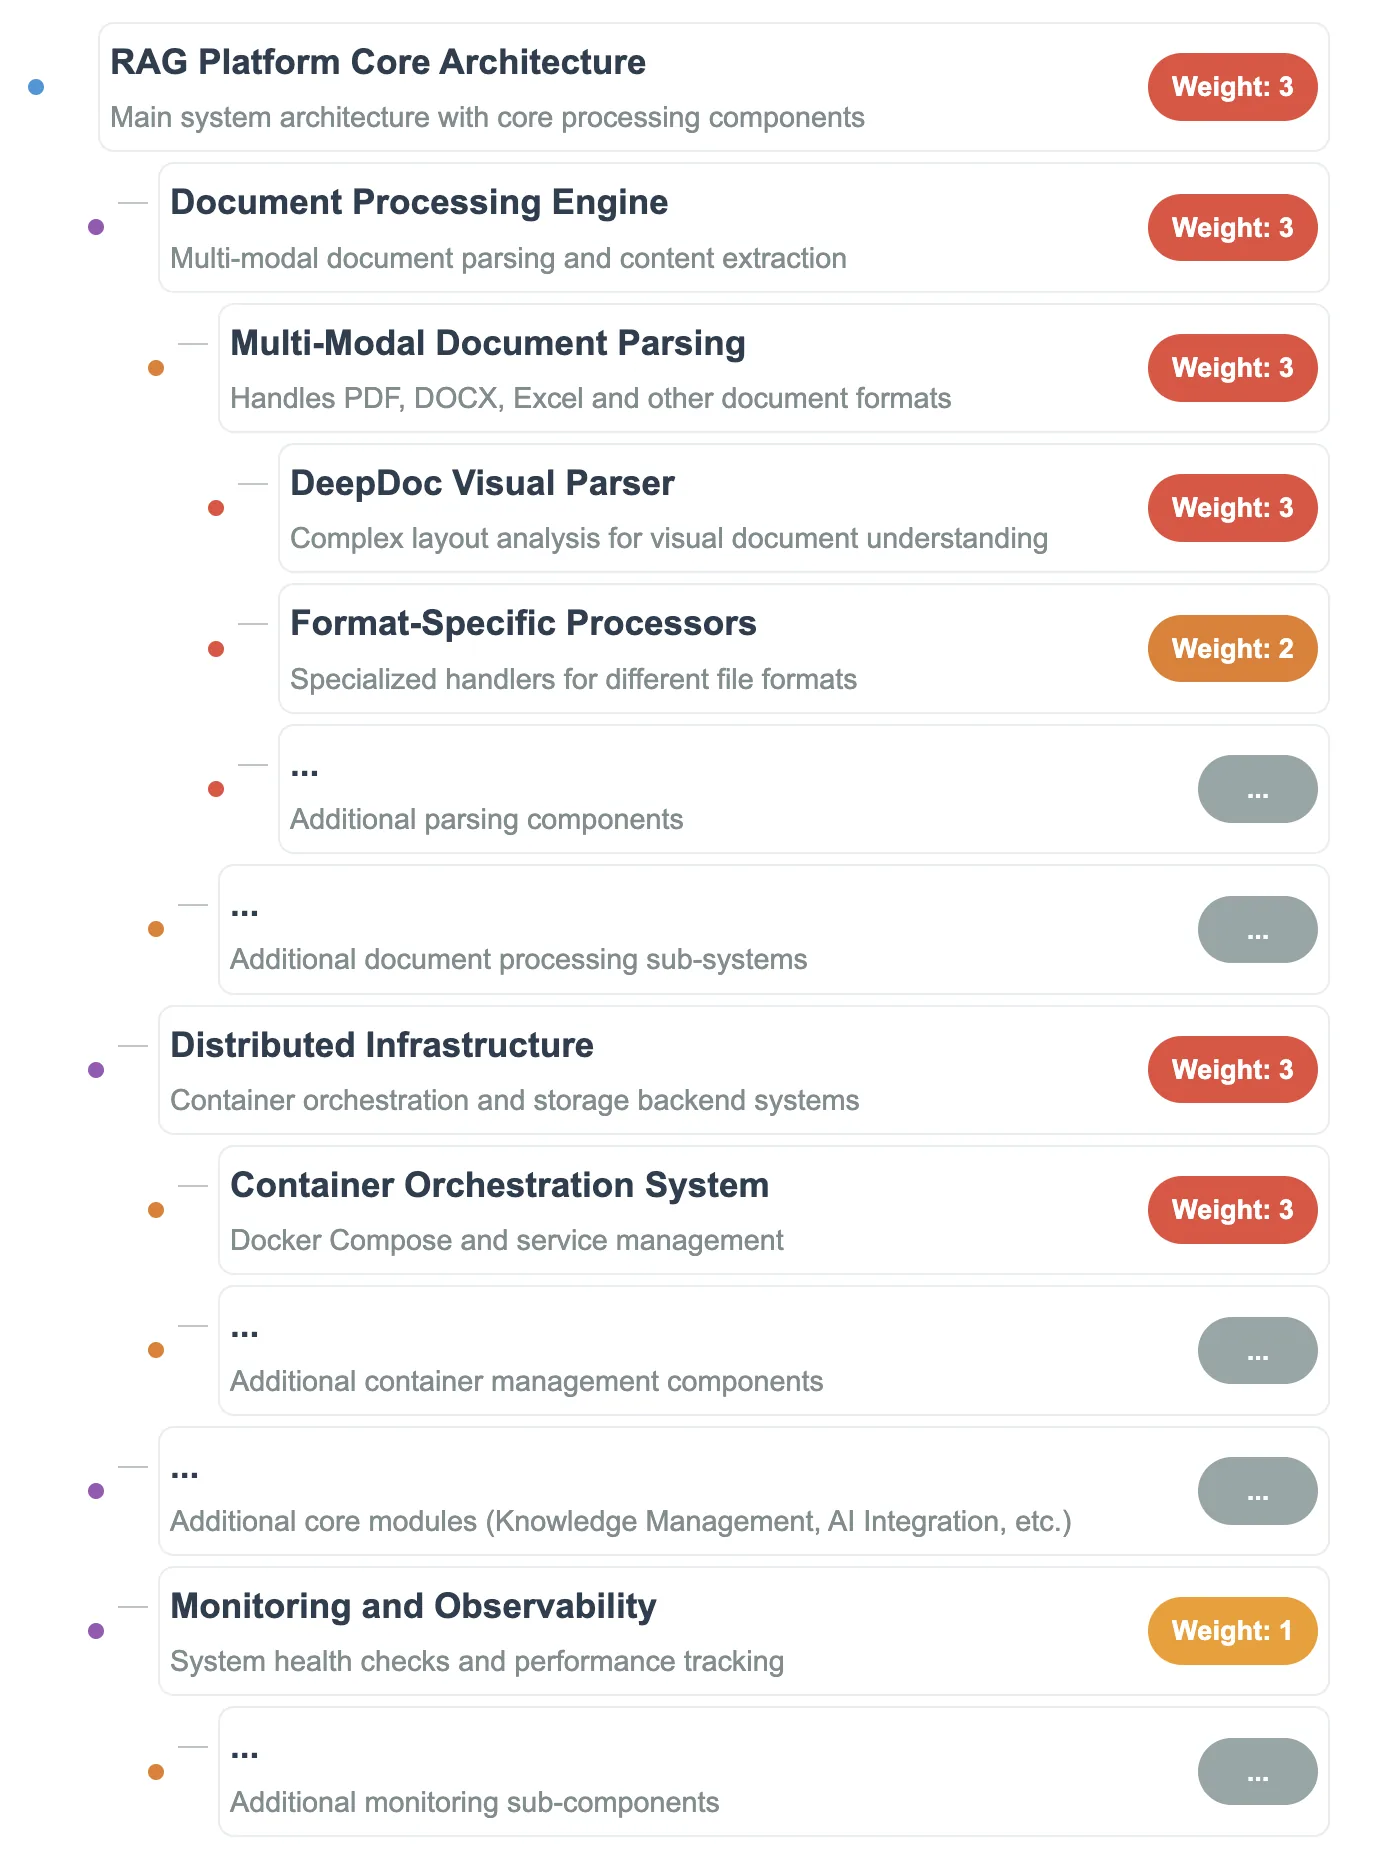 RAG Platform Core Architecture
Weight: 3
Main system architecture with core processing components
Document Processing Engine
Weight: 3
Multi-modal document parsing and content extraction
Multi-Modal Document Parsing
Weight: 3
Handles PDF, DOCX, Excel and other document formats
DeepDoc Visual Parser
Weight: 3
Complex layout analysis for visual document understanding
Format-Specific Processors
Weight: 2
Specialized handlers for different file formats
...
...
Additional parsing components
...
...
Additional document processing sub-systems
Distributed Infrastructure
Weight: 3
Container orchestration and storage backend systems
Container Orchestration System
Weight: 3
Docker Compose and service management
...
...
Additional container management components
...
...
Additional core modules (Knowledge Management, AI Integration, etc.)
Monitoring and Observability
Weight: 1
System health checks and performance tracking
...
...
Additional monitoring sub-components